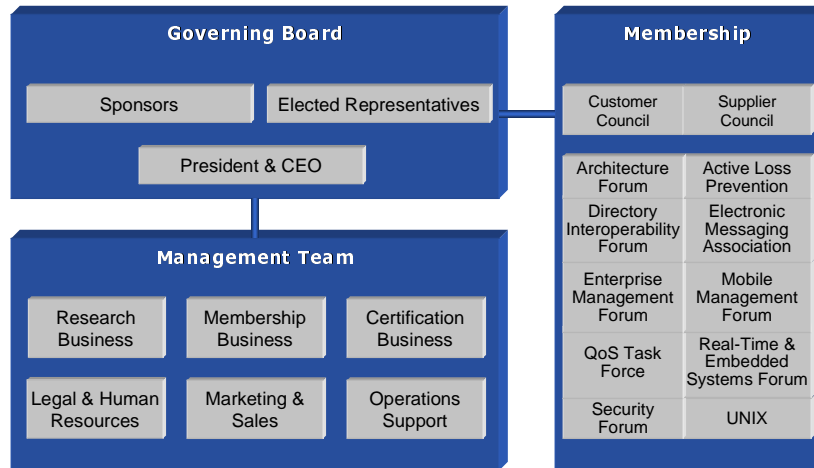 Governing Board
Sponsors
Elected Representatives
President & CEO
Management Team
Research
Business
Membership
Business
Certification
Business
Legal & Human
Resources
Marketing &
Sales
Operations
Support
Membership
Customer
Council
Supplier
Council
Architecture
Forum
Active Loss
Prevention
Directory
Interoperability
Forum
Electronic
Messaging
Association
Enterprise
Management
Forum
Mobile
Management
Forum
QoS Task
Force
Real-Time &
Embedded
Systems Forum
Security
Forum
UNIX